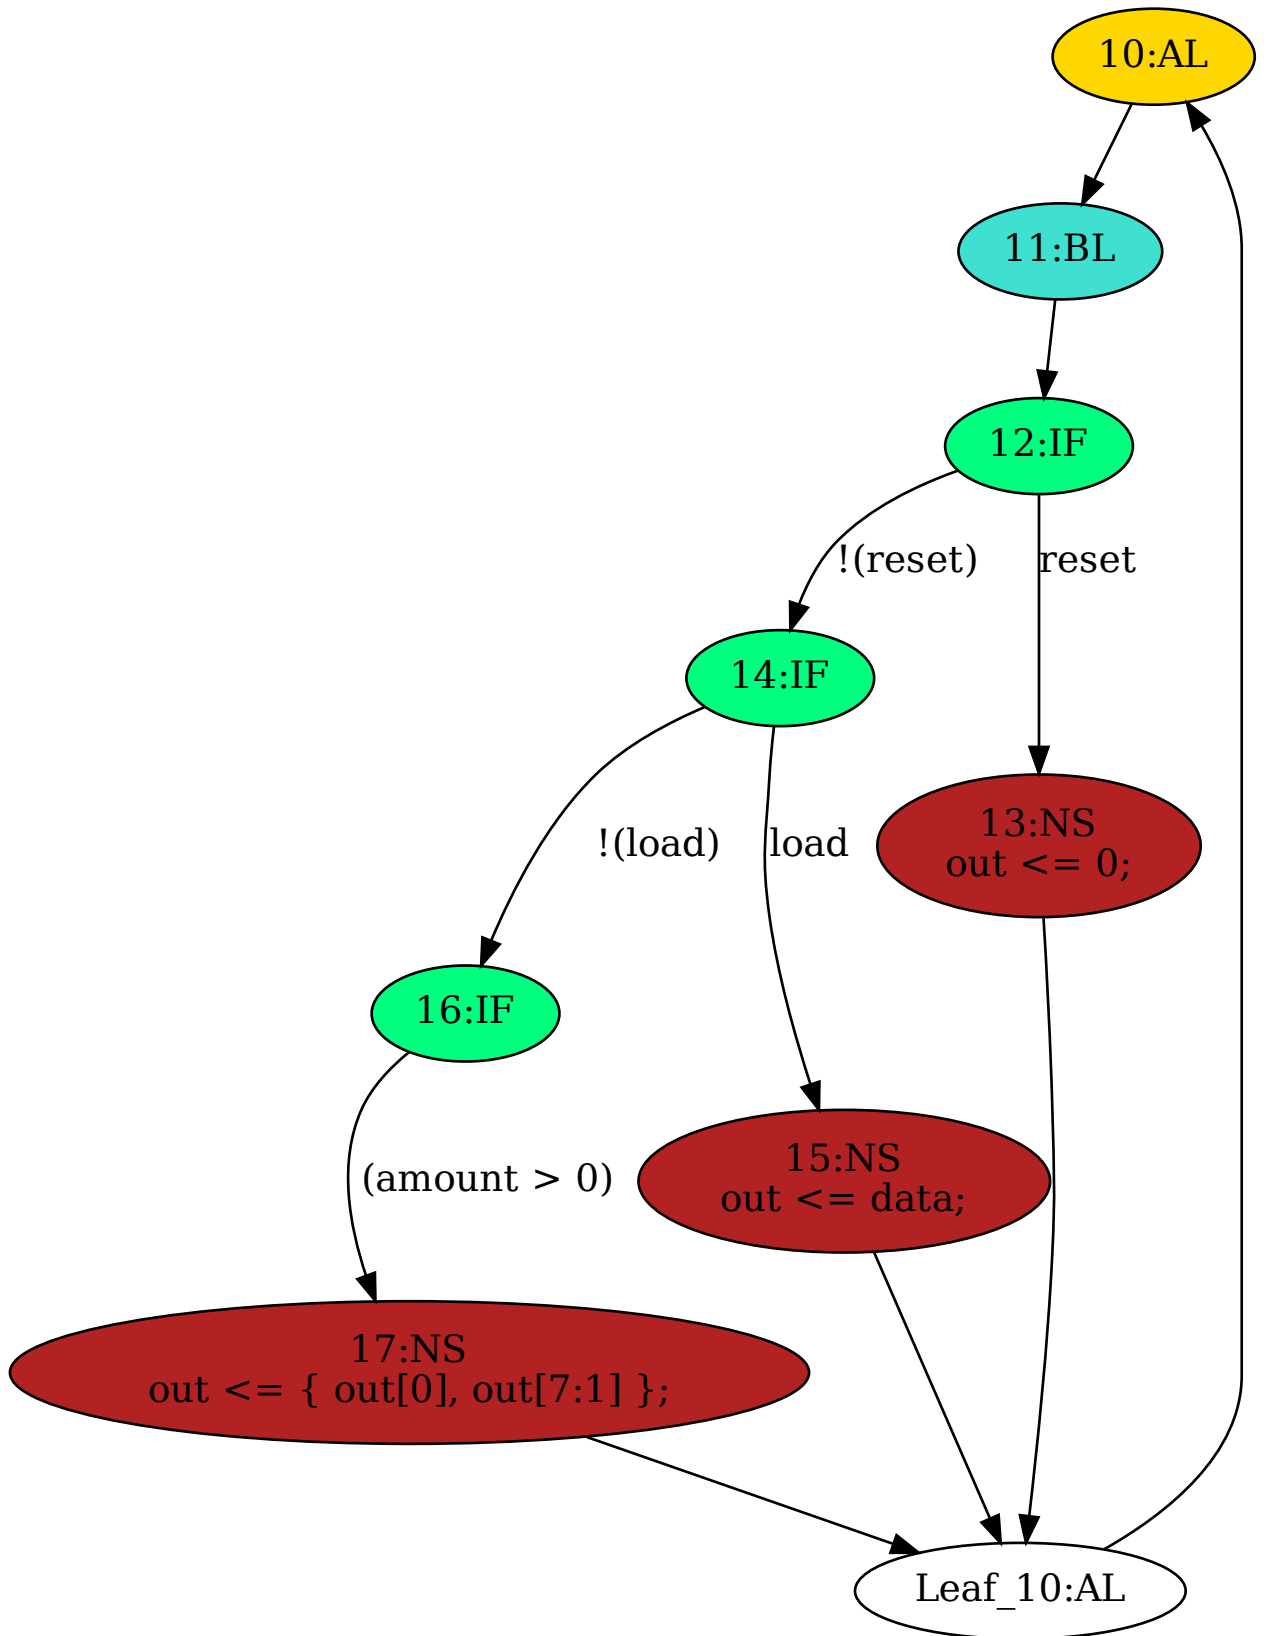 10:AL
11:BL
12:IF
!(reset)
reset
14:IF
13:NS
out <= 0;
!(load)
load
16:IF
15:NS
out <= data;
(amount > 0)
17:NS
out <= { out[0], out[7:1] };
Leaf_10:AL